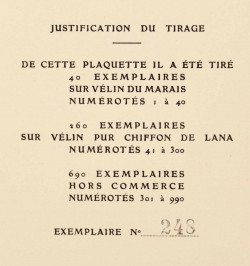 JUSTIFICATION DU TIRAGE
DE CETTE PLAQUETTE IL A ÉTÉ TIRÉ
40 EXEMPLAIRES
SUR VÉLIN DU MARAIS
NUMÉROTÉS 1 à 40
260 EXEMPLAIRES
SUR VÉLIN PUR CHIFFON DE LANA
NUMÉROTÉS 41 à 300
690 EXEMPLAIRES
HORS COMMERCE
NUMÉROTÉS 301 à 990
EXEMPLAIRE No 248